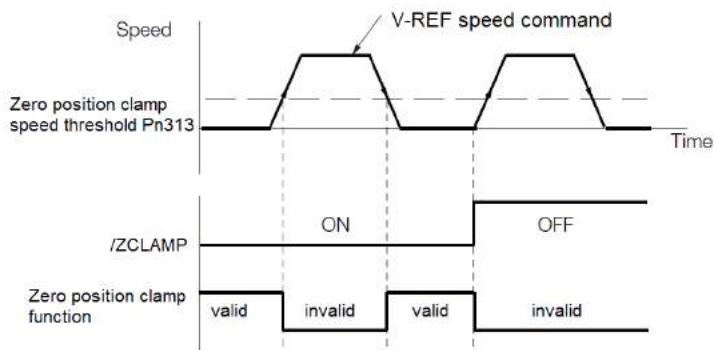 Speed
V-REF speed command
Zero position clamp
speed threshold Pn313
Time
ON
OFF
/ZCLAMP
Zero position clamp
function
valid
invalid
valid
invalid